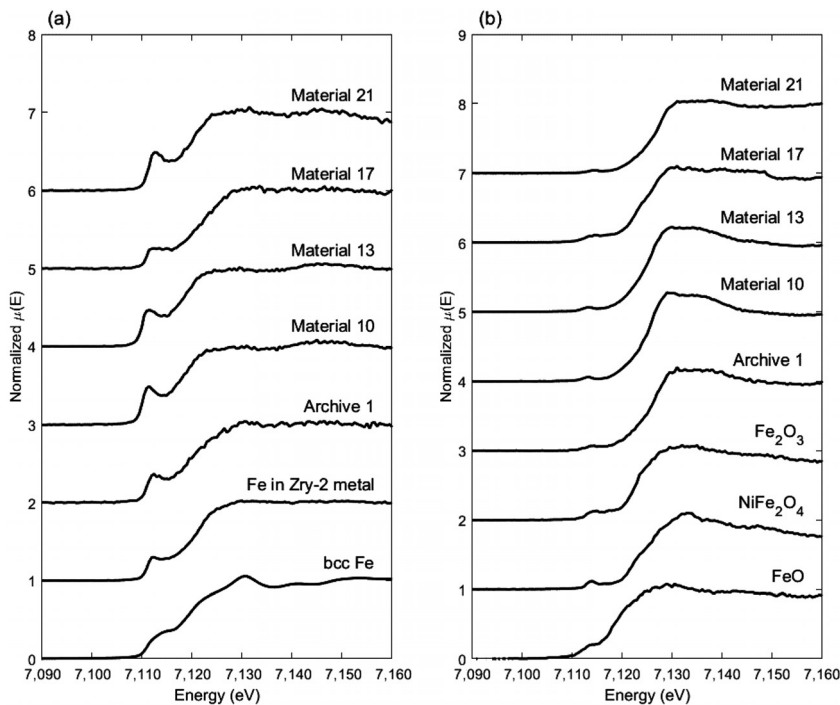 (a)
8
7
6
5
4
3
2
1
0
Normalized μ(E)
Material 21
Material 17
Material 13
Material 10
Archive 1
Fe in Zry-2 metal
bcc Fe
7,090 7,100 7,110 7,120 7,130 7,140 7,150 7,160
Energy (eV)
(b)
9
8
7
6
5
4
3
2
1
0
Normalized μ(E)
Material 21
Material 17
Material 13
Material 10
Archive 1
Fe₂O₃
NiFe₂O₄
FeO
7,090 7,100 7,110 7,120 7,130 7,140 7,150 7,160
Energy (eV)